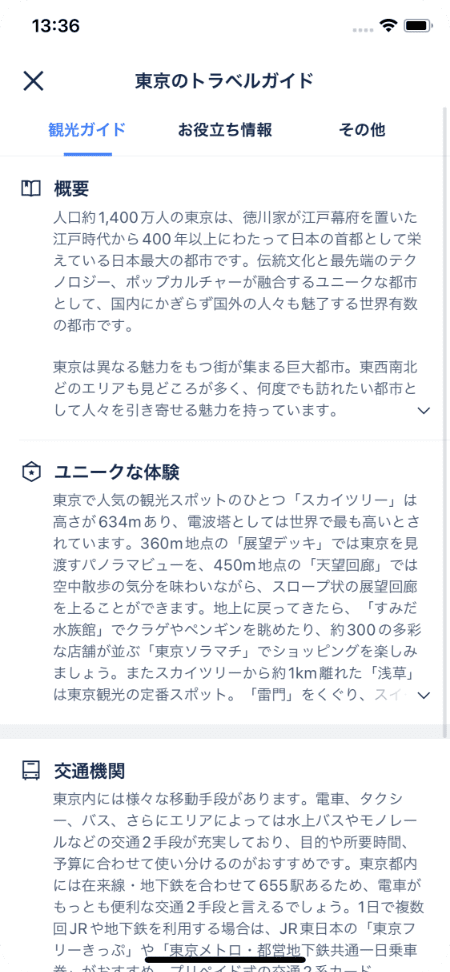 13:36
東京のトラベルガイド
観光ガイド お役立ち情報 その他
概要
人口約1,400万人の東京は、徳川家が江戸幕府を置いた
江戸時代から400年以上にわたって日本の首都として栄
えている日本最大の都市です。伝統文化と最先端のテク
ノロジー、ポップカルチャーが融合するユニークな都市
として、国内にかぎらず国外の人々も魅了する世界有数
の都市です。
東京は異なる魅力をもつ街が集まる巨大都市。東西南北
どのエリアも見どころが多く、何度でも訪れたい都市と
して人々を引き寄せる魅力を持っています。
ユニークな体験
東京で人気の観光スポットのひとつ「スカイツリー」は
高さが634mあり、電波塔としては世界で最も高いとさ
れています。360m地点の「展望デッキ」では東京を見
渡すパノラマビューを、450m地点の「天望回廊」では
空中散歩の気分を味わいながら、スロープ状の展望回廊
を上ることができます。地上に戻ってきたら、「すみだ
水族館」でクラゲやペンギンを眺めたり、約300の多彩
な店舗が並ぶ「東京ソラマチ」でショッピングを楽しみ
ましょう。またスカイツリーから約1km離れた「浅草」
は東京観光の定番スポット。「雷門」をくぐり、スイ
交通機関
東京内には様々な移動手段があります。電車、タクシ
ー、バス、さらにエリアによっては水上バスやモノレー
ルなどの交通2手段が充実しており、目的や所要時間、
予算に合わせて使い分けるのがおすすめです。東京都内
には在来線・地下鉄を合わせて655駅あるため、電車が
もっとも便利な交通2手段と言えるでしょう。1日で複数
回JRや地下鉄を利用する場合は、JR東日本の「東京フ
リーきっぷ」や「東京メトロ・都営地下鉄共通一日乗車
券」がおすすめ。プリペイド式の交通2系カード